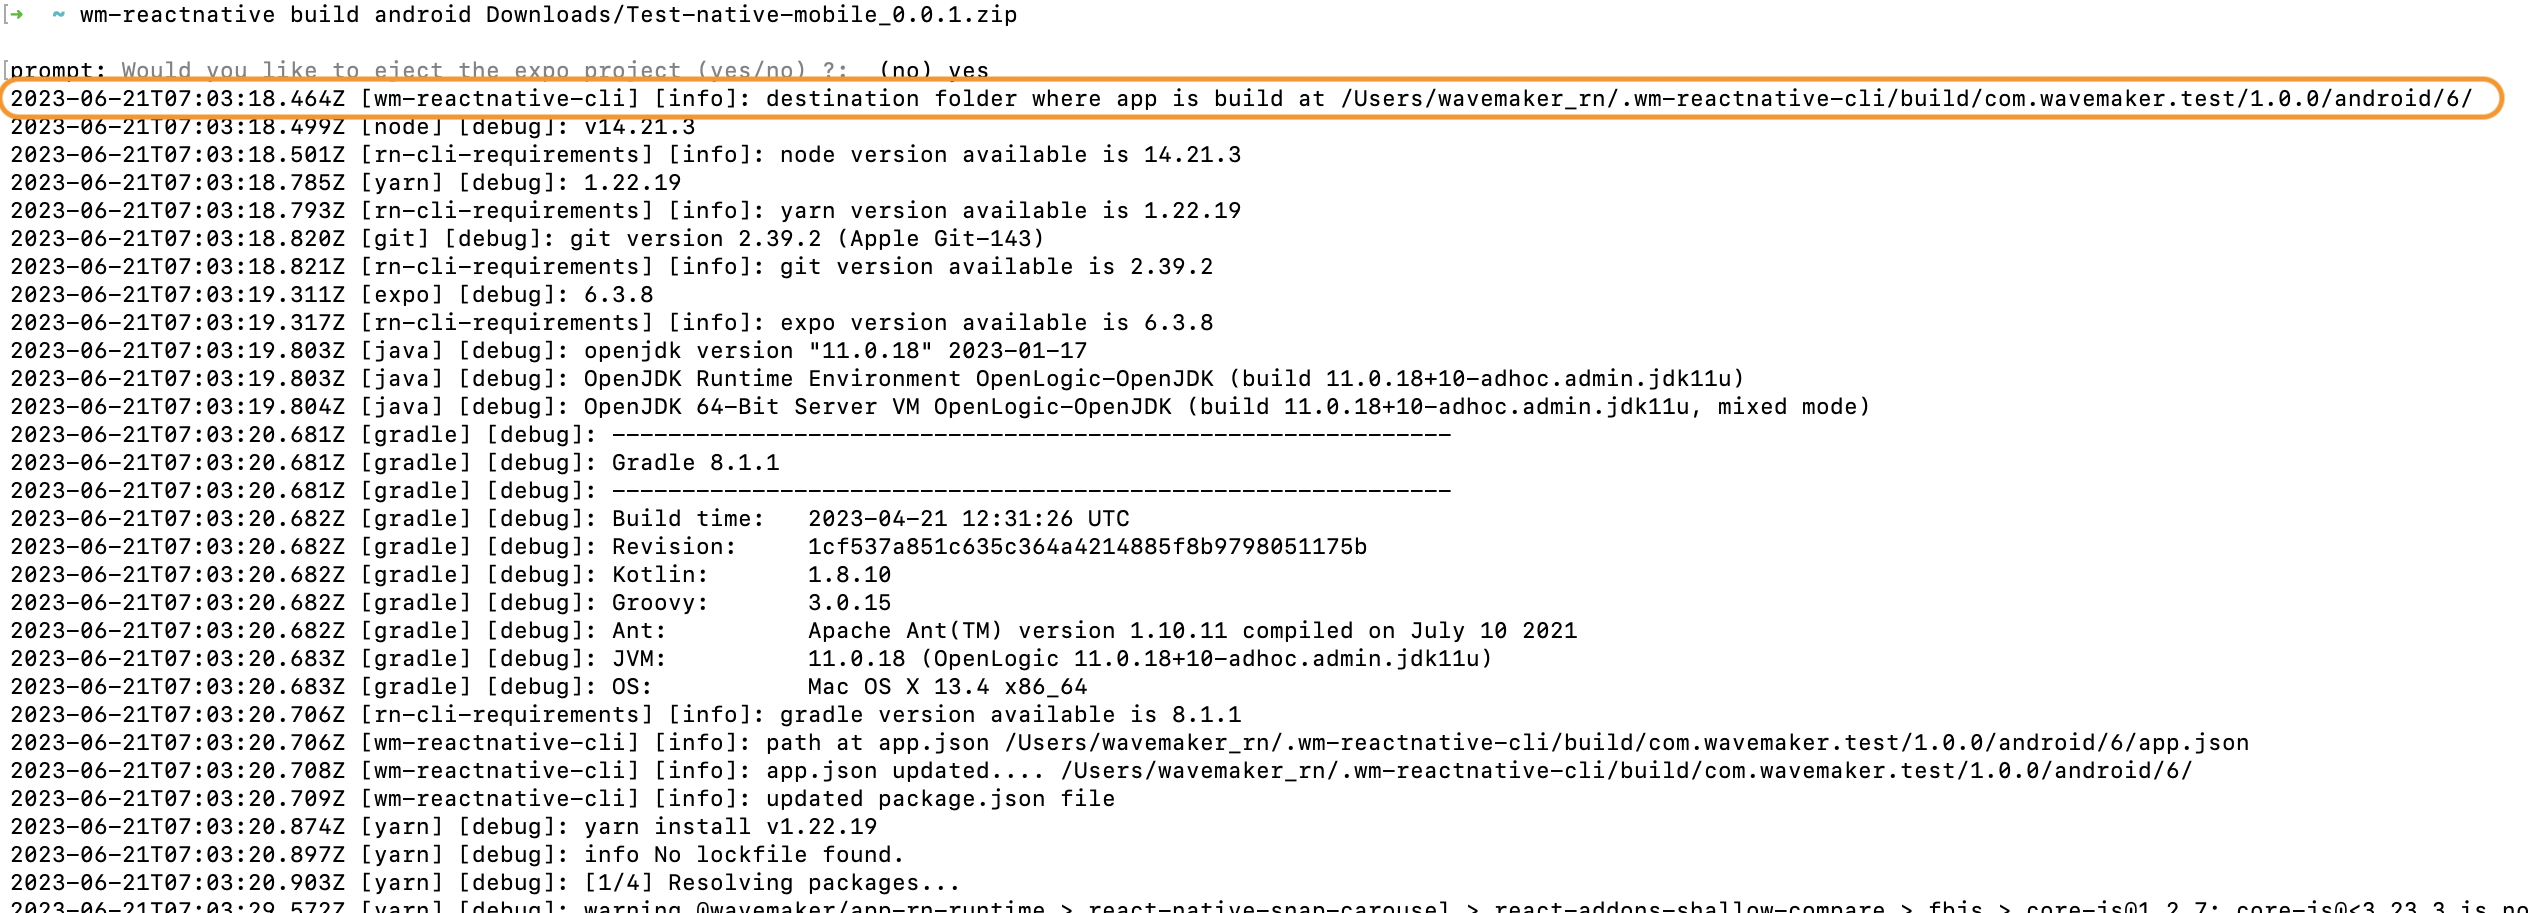 [➜  ~ wm-reactnative build android Downloads/Test-native-mobile_0.0.1.zip
[prompt: Would you like to eject the expo project (yes/no) ?:  (no) yes
2023-06-21T07:03:18.464Z [wm-reactnative-cli] [info]: destination folder where app is build at /Users/wavemaker_rn/.wm-reactnative-cli/build/com.wavemaker.test/1.0.0/android/6/
2023-06-21T07:03:18.499Z [node] [debug]: v14.21.3
2023-06-21T07:03:18.501Z [rn-cli-requirements] [info]: node version available is 14.21.3
2023-06-21T07:03:18.785Z [yarn] [debug]: 1.22.19
2023-06-21T07:03:18.793Z [rn-cli-requirements] [info]: yarn version available is 1.22.19
2023-06-21T07:03:18.820Z [git] [debug]: git version 2.39.2 (Apple Git-143)
2023-06-21T07:03:18.821Z [rn-cli-requirements] [info]: git version available is 2.39.2
2023-06-21T07:03:19.311Z [expo] [debug]: 6.3.8
2023-06-21T07:03:19.317Z [rn-cli-requirements] [info]: expo version available is 6.3.8
2023-06-21T07:03:19.803Z [java] [debug]: openjdk version "11.0.18" 2023-01-17
2023-06-21T07:03:19.803Z [java] [debug]: OpenJDK Runtime Environment OpenLogic-OpenJDK (build 11.0.18+10-adhoc.admin.jdk11u)
2023-06-21T07:03:19.804Z [java] [debug]: OpenJDK 64-Bit Server VM OpenLogic-OpenJDK (build 11.0.18+10-adhoc.admin.jdk11u, mixed mode)
2023-06-21T07:03:20.681Z [gradle] [debug]: ------------------------------------------------------------
2023-06-21T07:03:20.681Z [gradle] [debug]: Gradle 8.1.1
2023-06-21T07:03:20.681Z [gradle] [debug]: ------------------------------------------------------------
2023-06-21T07:03:20.682Z [gradle] [debug]: Build time:   2023-04-21 12:31:26 UTC
2023-06-21T07:03:20.682Z [gradle] [debug]: Revision:     1cf537a851c635c364a4214885f8b9798051175b
2023-06-21T07:03:20.682Z [gradle] [debug]: Kotlin:       1.8.10
2023-06-21T07:03:20.682Z [gradle] [debug]: Groovy:       3.0.15
2023-06-21T07:03:20.682Z [gradle] [debug]: Ant:          Apache Ant(TM) version 1.10.11 compiled on July 10 2021
2023-06-21T07:03:20.683Z [gradle] [debug]: JVM:          11.0.18 (OpenLogic 11.0.18+10-adhoc.admin.jdk11u)
2023-06-21T07:03:20.683Z [gradle] [debug]: OS:           Mac OS X 13.4 x86_64
2023-06-21T07:03:20.706Z [rn-cli-requirements] [info]: gradle version available is 8.1.1
2023-06-21T07:03:20.706Z [wm-reactnative-cli] [info]: path at app.json /Users/wavemaker_rn/.wm-reactnative-cli/build/com.wavemaker.test/1.0.0/android/6/app.json
2023-06-21T07:03:20.708Z [wm-reactnative-cli] [info]: app.json updated.... /Users/wavemaker_rn/.wm-reactnative-cli/build/com.wavemaker.test/1.0.0/android/6/
2023-06-21T07:03:20.709Z [wm-reactnative-cli] [info]: updated package.json file
2023-06-21T07:03:20.874Z [yarn] [debug]: yarn install v1.22.19
2023-06-21T07:03:20.897Z [yarn] [debug]: info No lockfile found.
2023-06-21T07:03:20.903Z [yarn] [debug]: [1/4] Resolving packages...
2023-06-21T07:03:29.572Z [yarn] [debug]: warning @wavemaker/app-rn-runtime > react-native-snap-carousel > react-addons-shallow-compare > fbjs > core-js@1.2.7: core-js@<3.23.3 is no